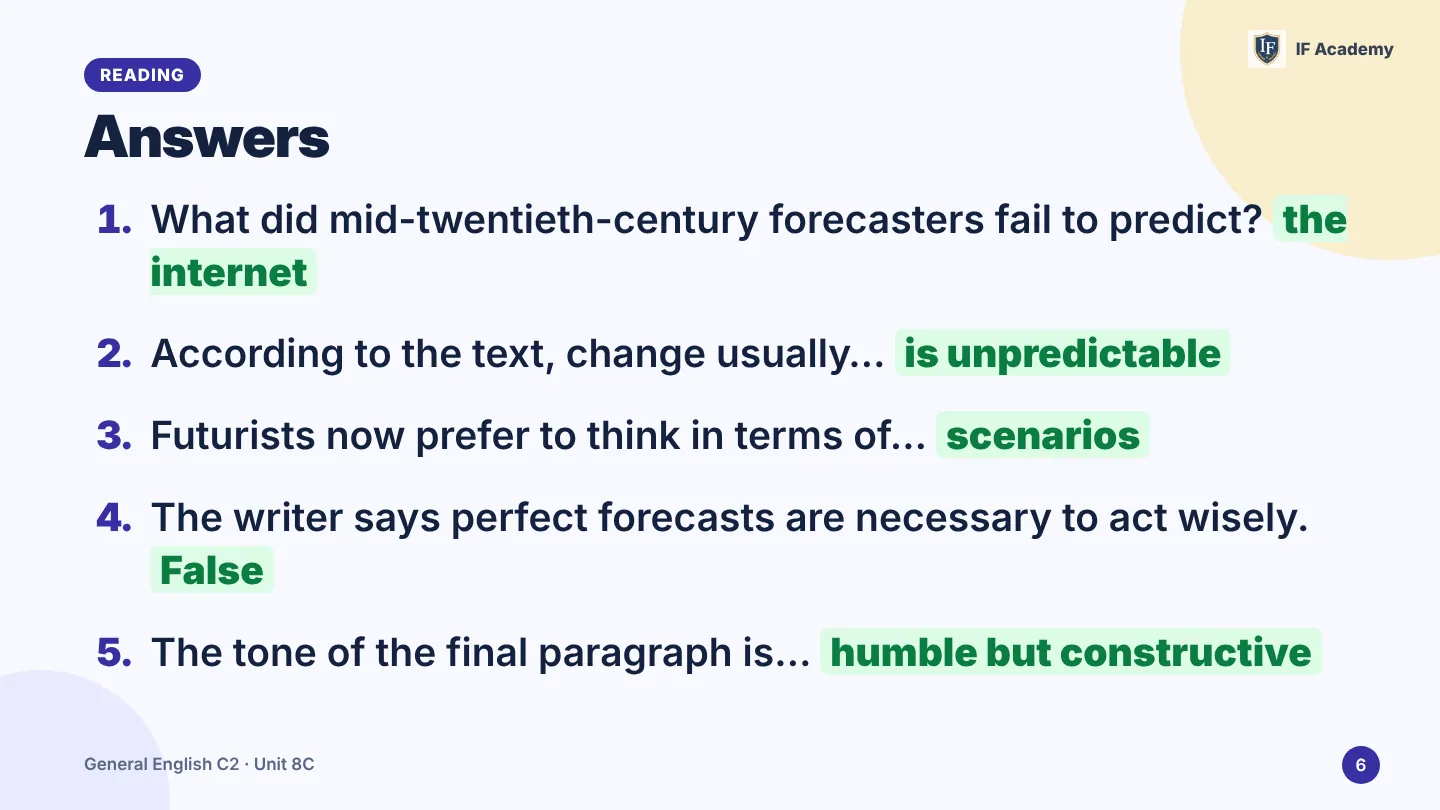 IF IF Academy
READING
Answers
1. What did mid-twentieth-century forecasters fail to predict? the
internet
2. According to the text, change usually... is unpredictable
3. Futurists now prefer to think in terms of... scenarios
4. The writer says perfect forecasts are necessary to act wisely.
False
5. The tone of the final paragraph is... humble but constructive
General English C2 · Unit 8C
6